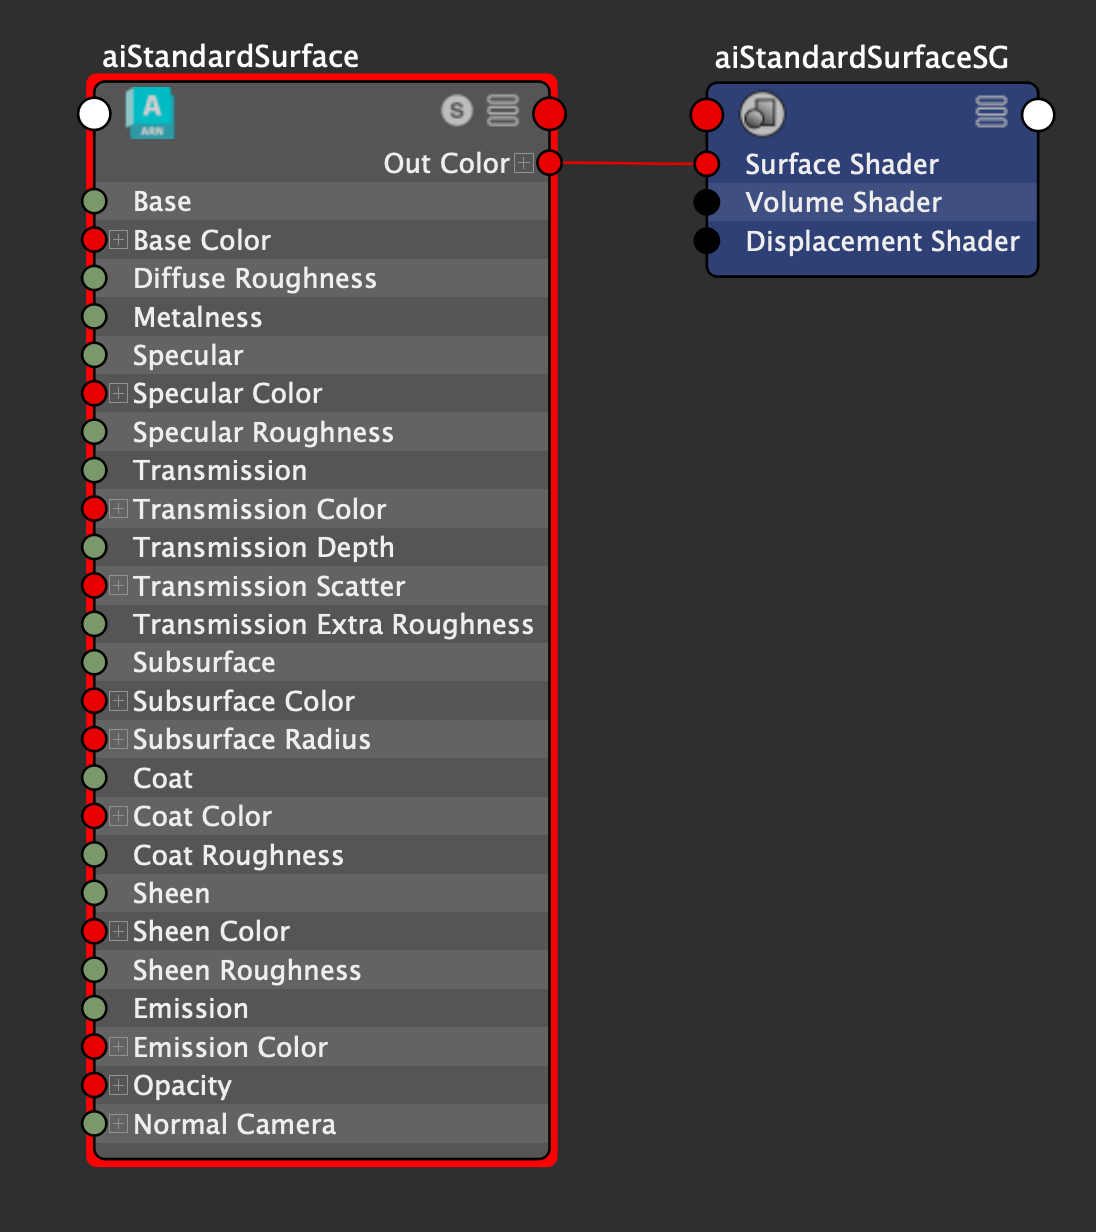 aiStandardSurface
A
ARN
S
Out Color
Base
Base Color
Diffuse Roughness
Metalness
Specular
Specular Color
Specular Roughness
Transmission
Transmission Color
Transmission Depth
Transmission Scatter
Transmission Extra Roughness
Subsurface
Subsurface Color
Subsurface Radius
Coat
Coat Color
Coat Roughness
Sheen
Sheen Color
Sheen Roughness
Emission
Emission Color
Opacity
Normal Camera
aiStandardSurfaceSG
Surface Shader
Volume Shader
Displacement Shader